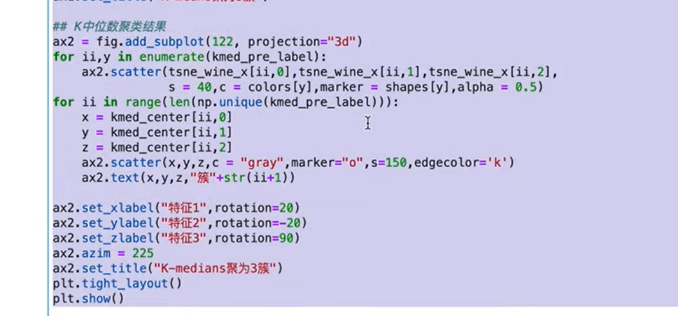 ## K中位数聚类结果
ax2 = fig.add_subplot(122, projection="3d")
for ii,y in enumerate(kmed_pre_label):
    ax2.scatter(tsne_wine_x[ii,0],tsne_wine_x[ii,1],tsne_wine_x[ii,2],
                s = 40,c = colors[y],marker = shapes[y],alpha = 0.5)
for ii in range(len(np.unique(kmed_pre_label))):
    x = kmed_center[ii,0]
    y = kmed_center[ii,1]
    z = kmed_center[ii,2]
    ax2.scatter(x,y,z,c = "gray",marker="o",s=150,edgecolor='k')
    ax2.text(x,y,z,"簇"+str(ii+1))
ax2.set_xlabel("特征1",rotation=20)
ax2.set_ylabel("特征2",rotation=-20)
ax2.set_zlabel("特征3",rotation=90)
ax2.azim = 225
ax2.set_title("K-medians聚为3簇")
plt.tight_layout()
plt.show()